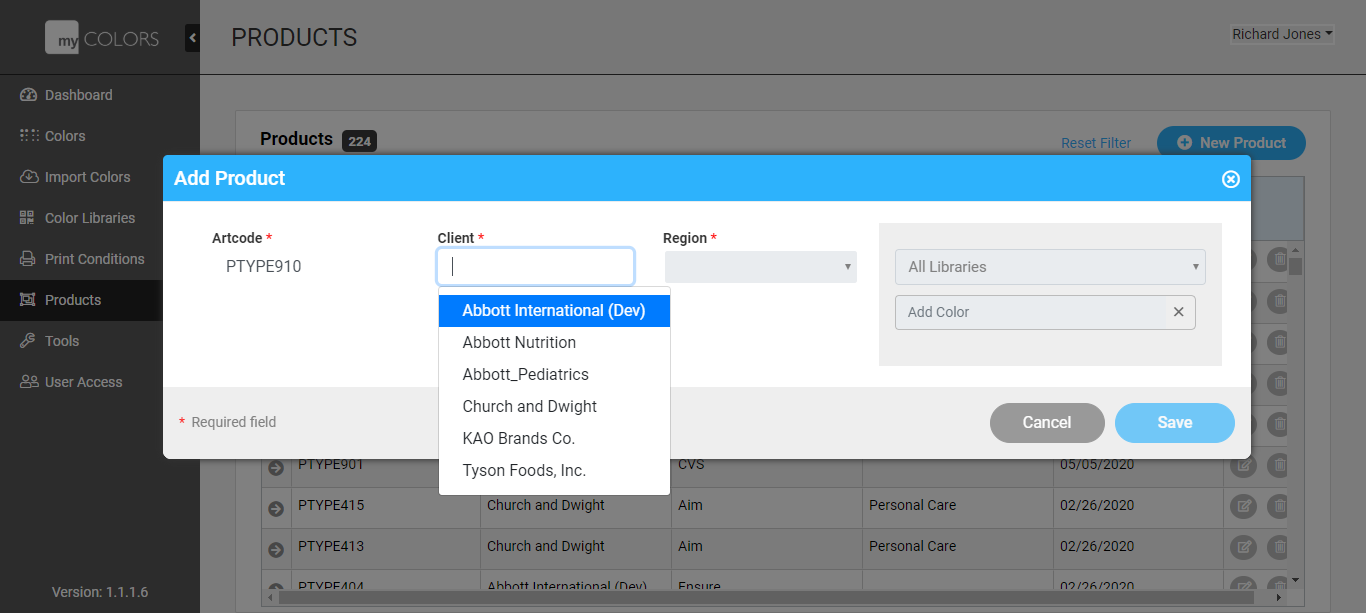 my COLORS
PRODUCTS
Richard Jones
Dashboard
Colors
Import Colors
Color Libraries
Print Conditions
Products
Tools
User Access
Version: 1.1.1.6
Products 224
Reset Filter
New Product
Add Product
Artcode *
PTYPE910
Client *
Region *
All Libraries
Add Color
Abbott International (Dev)
Abbott Nutrition
Abbott_Pediatrics
Church and Dwight
KAO Brands Co.
Tyson Foods, Inc.
* Required field
Cancel
Save
PTYPE901 CVS 05/05/2020
PTYPE415 Church and Dwight Aim Personal Care 02/26/2020
PTYPE413 Church and Dwight Aim Personal Care 02/26/2020
PTYPE404 Abbott International (Dev) Ensure 02/26/2020